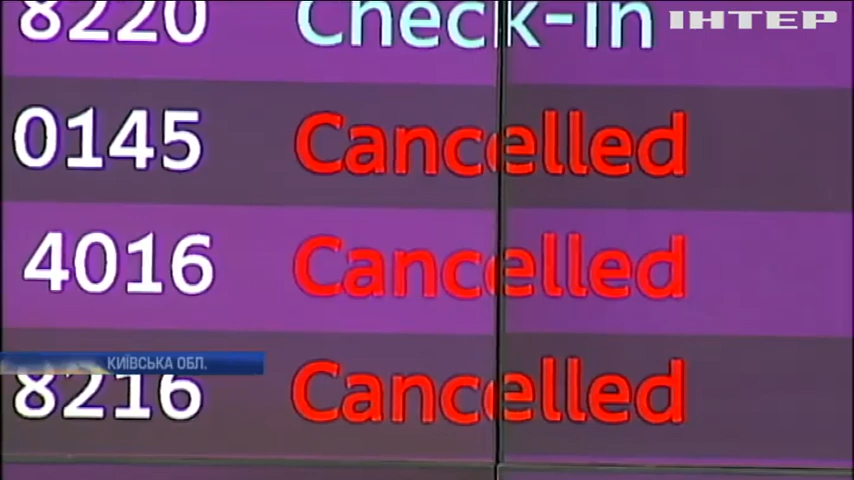 ІНТЕР
8220 Check-in
0145 Cancelled
4016 Cancelled
КИЇВСЬКА ОБЛ.
8216 Cancelled